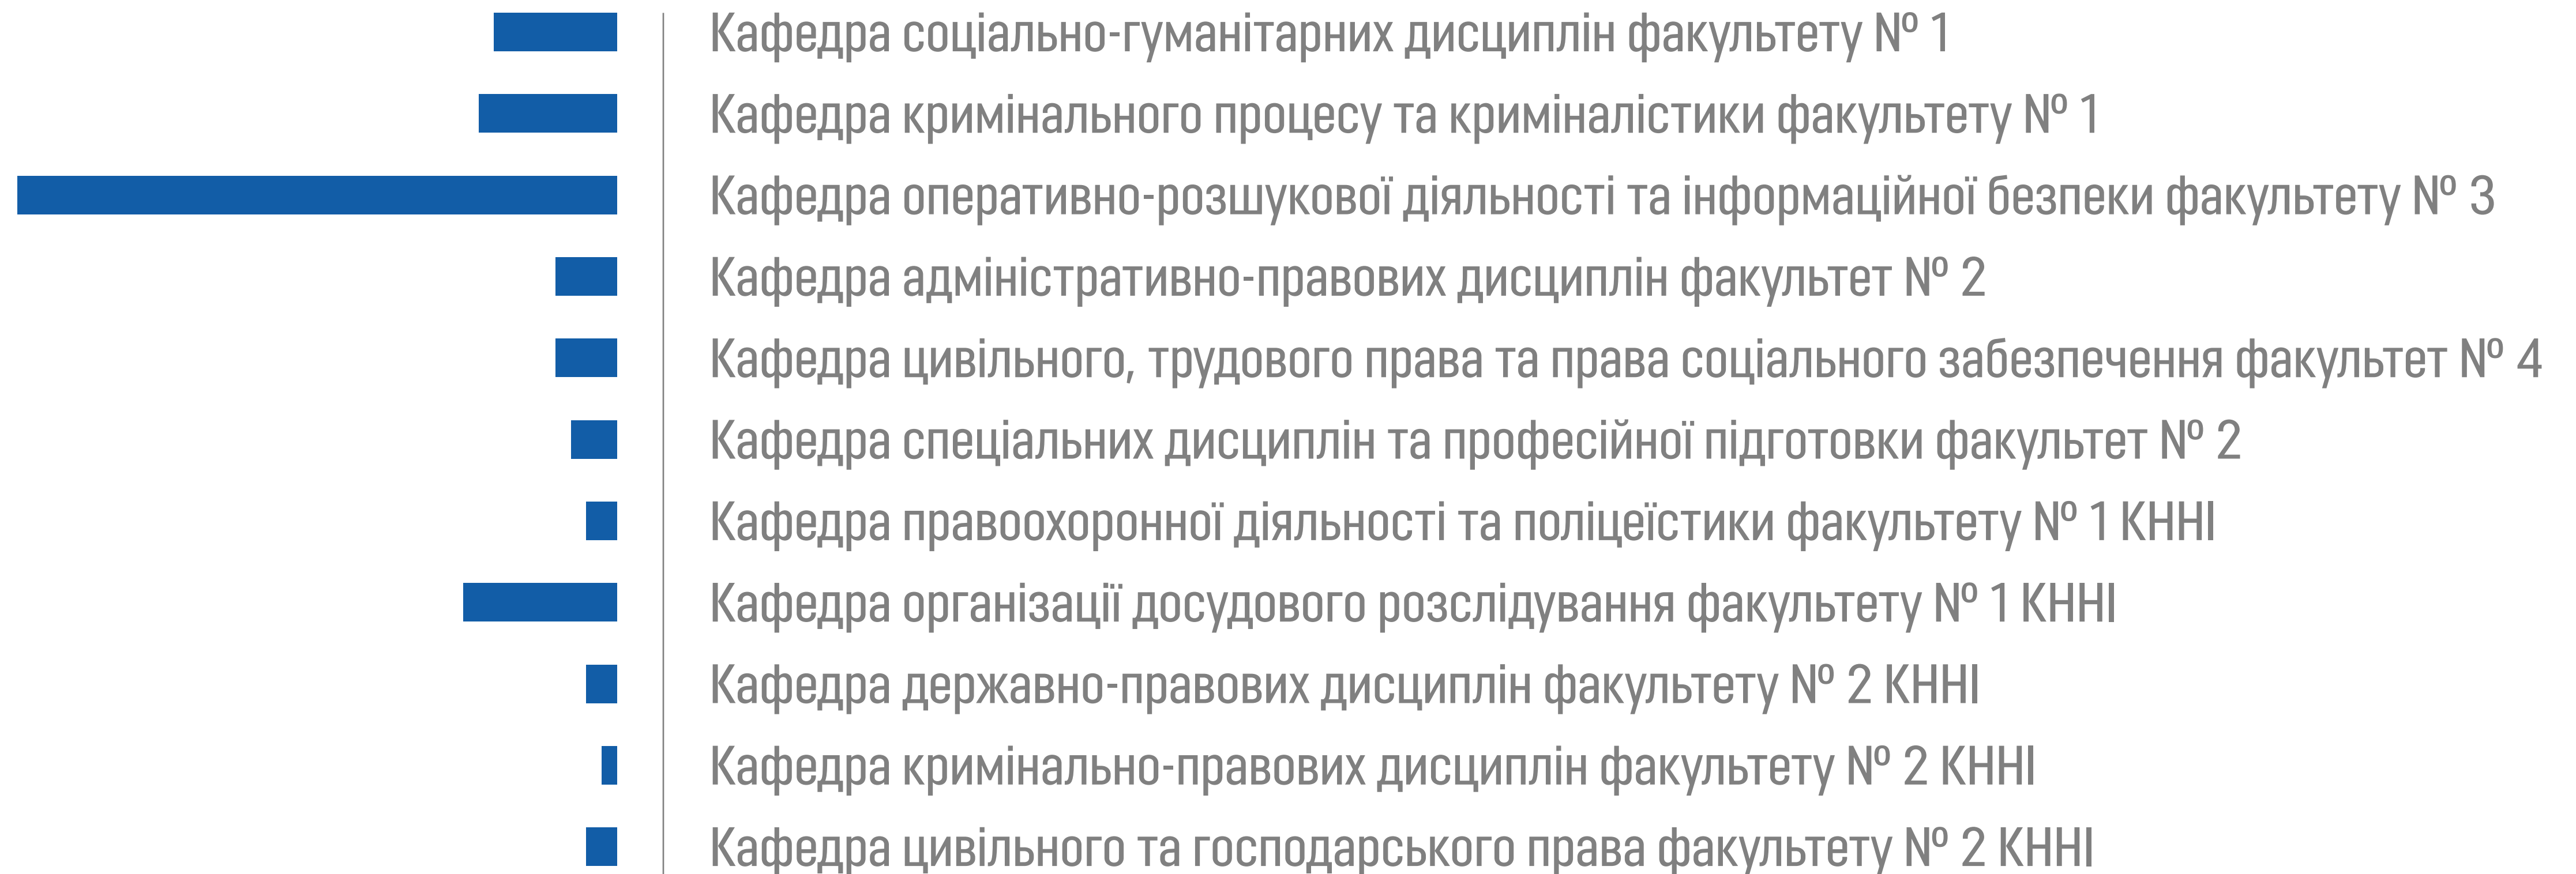 Кафедра соціально-гуманітарних дисциплін факультету № 1
Кафедра кримінального процесу та криміналістики факультету № 1
Кафедра оперативно-розшукової діяльності та інформаційної безпеки факультету № 3
Кафедра адміністративно-правових дисциплін факультет № 2
Кафедра цивільного, трудового права та права соціального забезпечення факультет № 4
Кафедра спеціальних дисциплін та професійної підготовки факультет № 2
Кафедра правоохоронної діяльності та поліцеїстики факультету № 1 КННІ
Кафедра організації досудового розслідування факультету № 1 КННІ
Кафедра державно-правових дисциплін факультету № 2 КННІ
Кафедра кримінально-правових дисциплін факультету № 2 КННІ
Кафедра цивільного та господарського права факультету № 2 КННІ